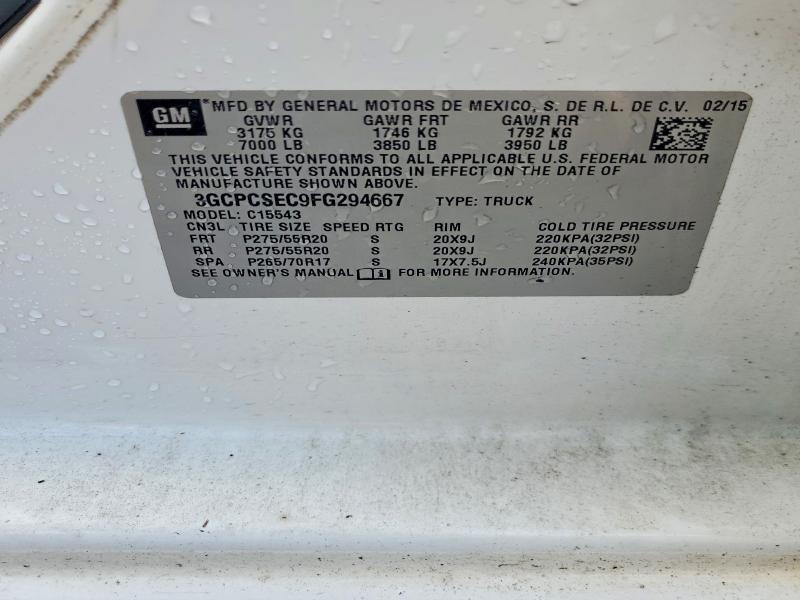 GM *MFD BY GENERAL MOTORS DE MEXICO, S. DE R.L. DE C.V. 02/15
GVWR GAWR FRT GAWR RR
3175 KG 1746 KG 1792 KG
7000 LB 3850 LB 3950 LB
THIS VEHICLE CONFORMS TO ALL APPLICABLE U.S. FEDERAL MOTOR
VEHICLE SAFETY STANDARDS IN EFFECT ON THE DATE OF
MANUFACTURE SHOWN ABOVE.
3GCPCSEC9FG294667 TYPE: TRUCK
MODEL: C15543
CN3L TIRE SIZE SPEED RTG RIM COLD TIRE PRESSURE
FRT P275/55R20 S 20X9J 220KPA(32PSI)
RR P275/55R20 S 20X9J 220KPA(32PSI)
SPA P265/70R17 S 17X7.5J 240KPA(35PSI)
SEE OWNER'S MANUAL i FOR MORE INFORMATION.